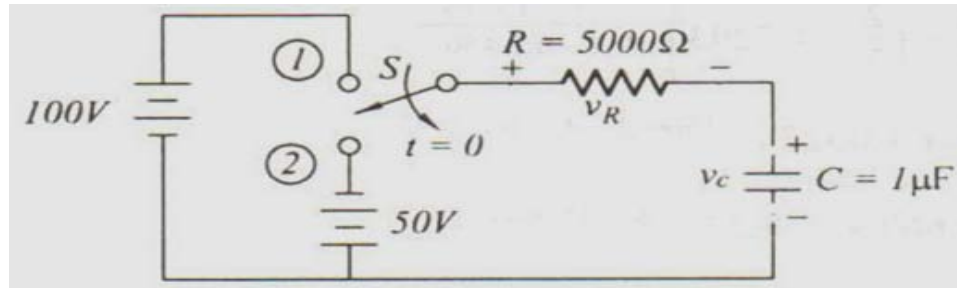 R = 5000Ω
1
S
+
−
100V
v_R
t = 0
+
2
v_c
C = 1μF
50V
−